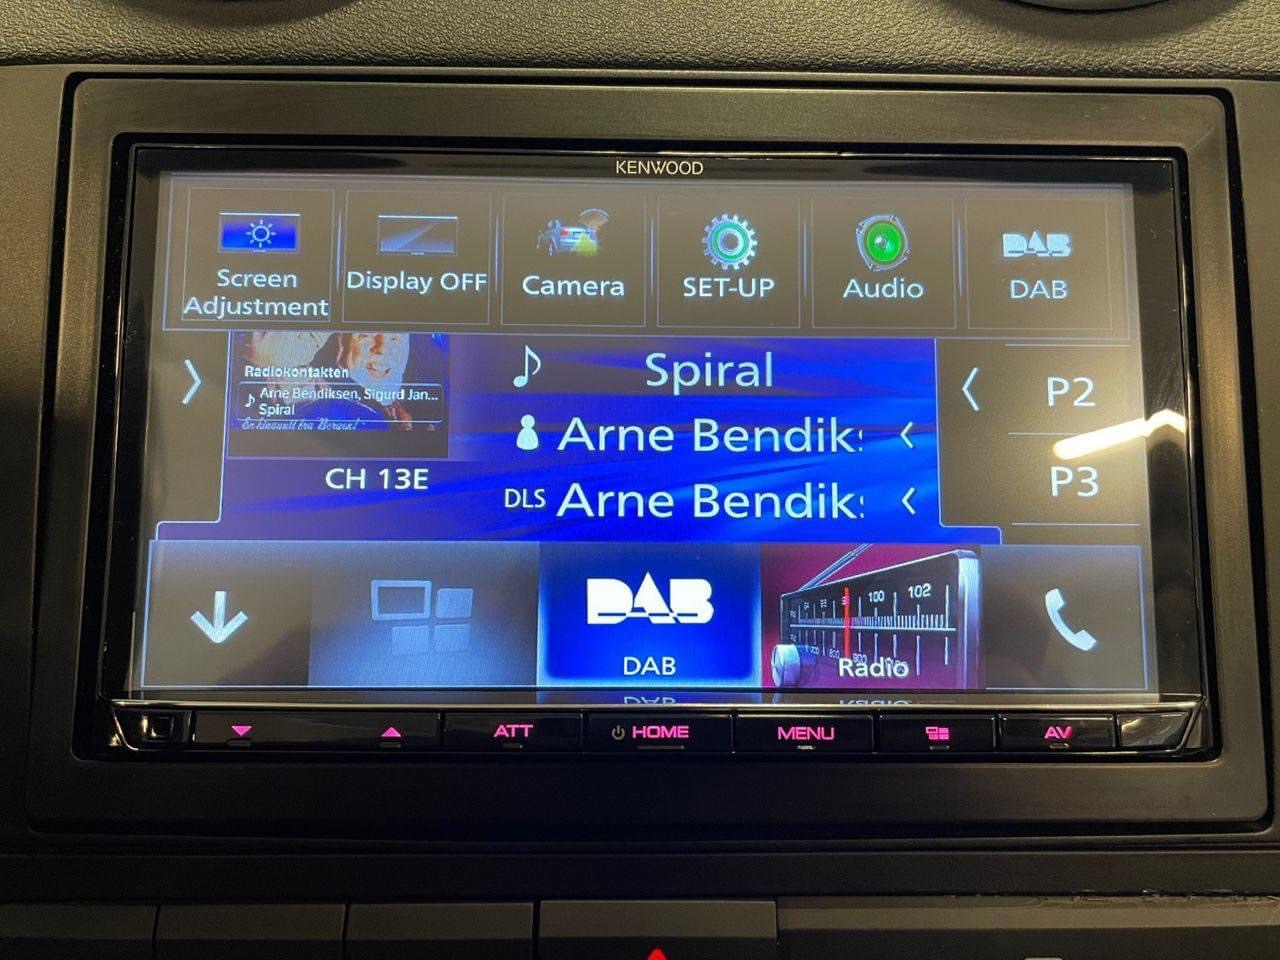 KENWOOD
Screen
Adjustment
Display OFF
Camera
SET-UP
Audio
DAB
DAB
Radiokontakten
Arne Bendiksen, Sigurd Jan...
Spiral
CH 13E
Spiral
Arne Bendik
DLS Arne Bendik
P2
P3
DAB
DAB
100 102
Radio
ATT
HOME
MENU
AV